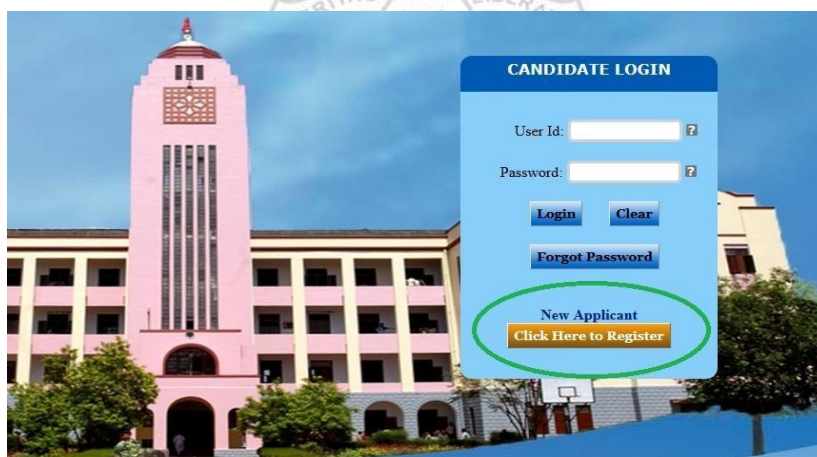 CANDIDATE LOGIN
User Id:
Password:
Login Clear
Forgot Password
New Applicant
Click Here to Register